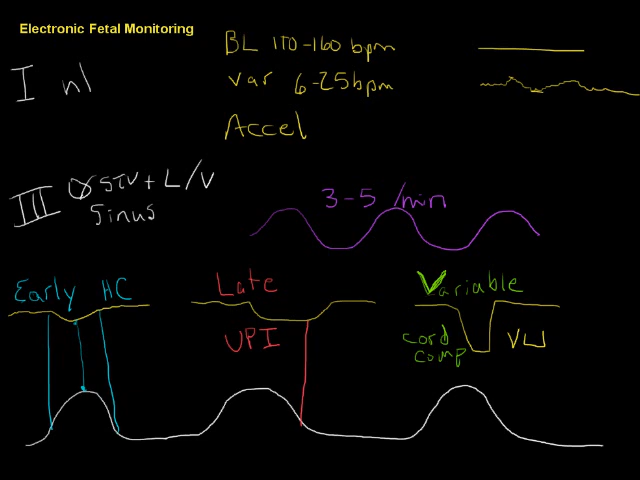 Electronic Fetal Monitoring
BL 110-160 bpm
I nl
var 6-25bpm
Accel
III Ø STV + L/V
Sinus
3-5/min
Early HC
Late
Variable
UPI
cord
comp
V U